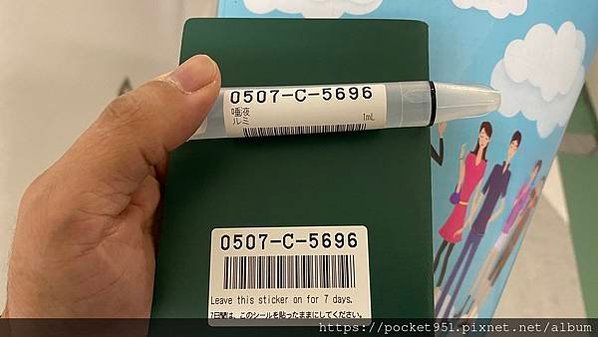 0507-C-5696
唾液
ルミ
1mL
0507-C-5696
Leave this sticker on for 7 days.
7日間は、このシールを貼ったままにしてください。
https://pocket951.pixnet.net/album